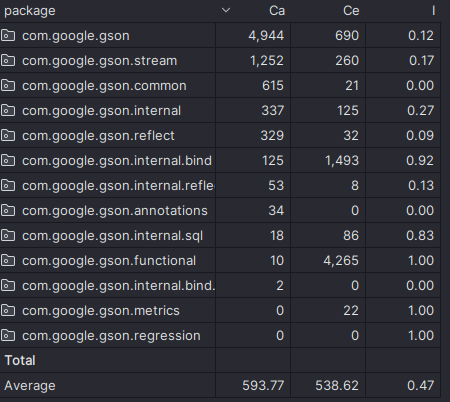 package Ca Ce I
com.google.gson 4,944 690 0.12
com.google.gson.stream 1,252 260 0.17
com.google.gson.common 615 21 0.00
com.google.gson.internal 337 125 0.27
com.google.gson.reflect 329 32 0.09
com.google.gson.internal.bind 125 1,493 0.92
com.google.gson.internal.refle 53 8 0.13
com.google.gson.annotations 34 0 0.00
com.google.gson.internal.sql 18 86 0.83
com.google.gson.functional 10 4,265 1.00
com.google.gson.internal.bind. 2 0 0.00
com.google.gson.metrics 0 22 1.00
com.google.gson.regression 0 0 1.00
Total
Average 593.77 538.62 0.47